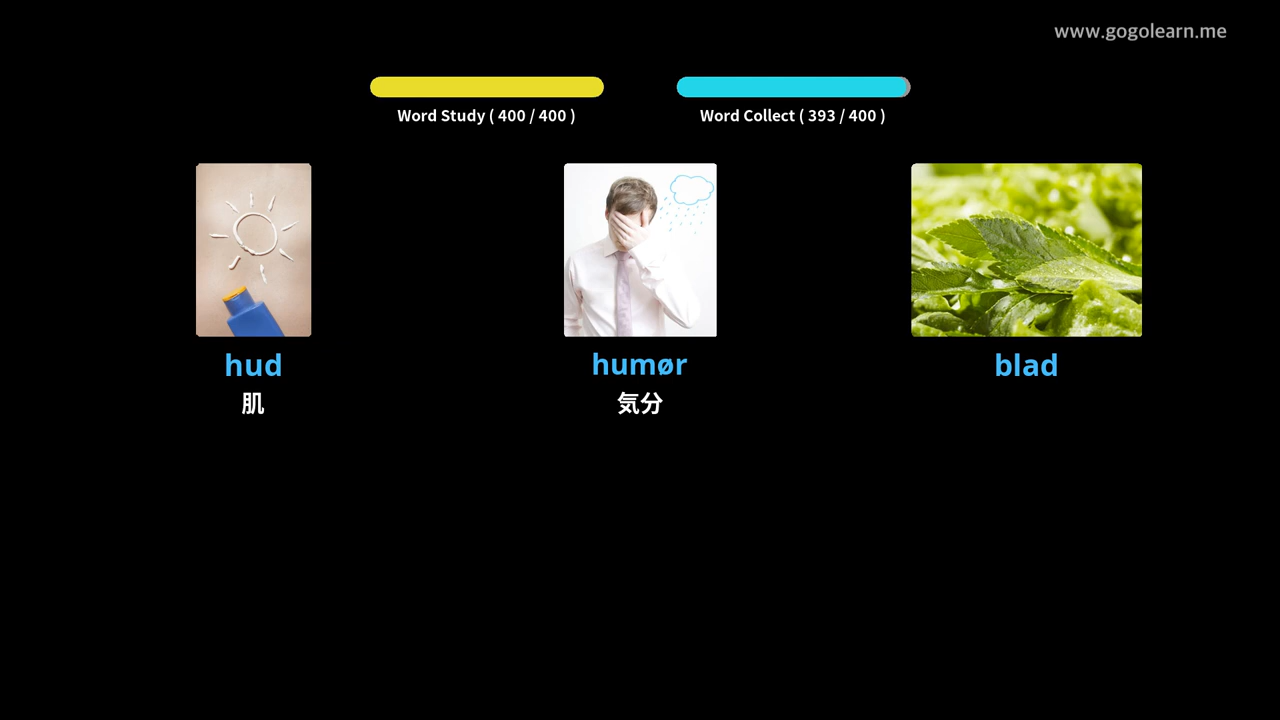 www.gogolearn.me
Word Study ( 400 / 400 )
Word Collect ( 393 / 400 )
hud
humør
blad
肌
気分